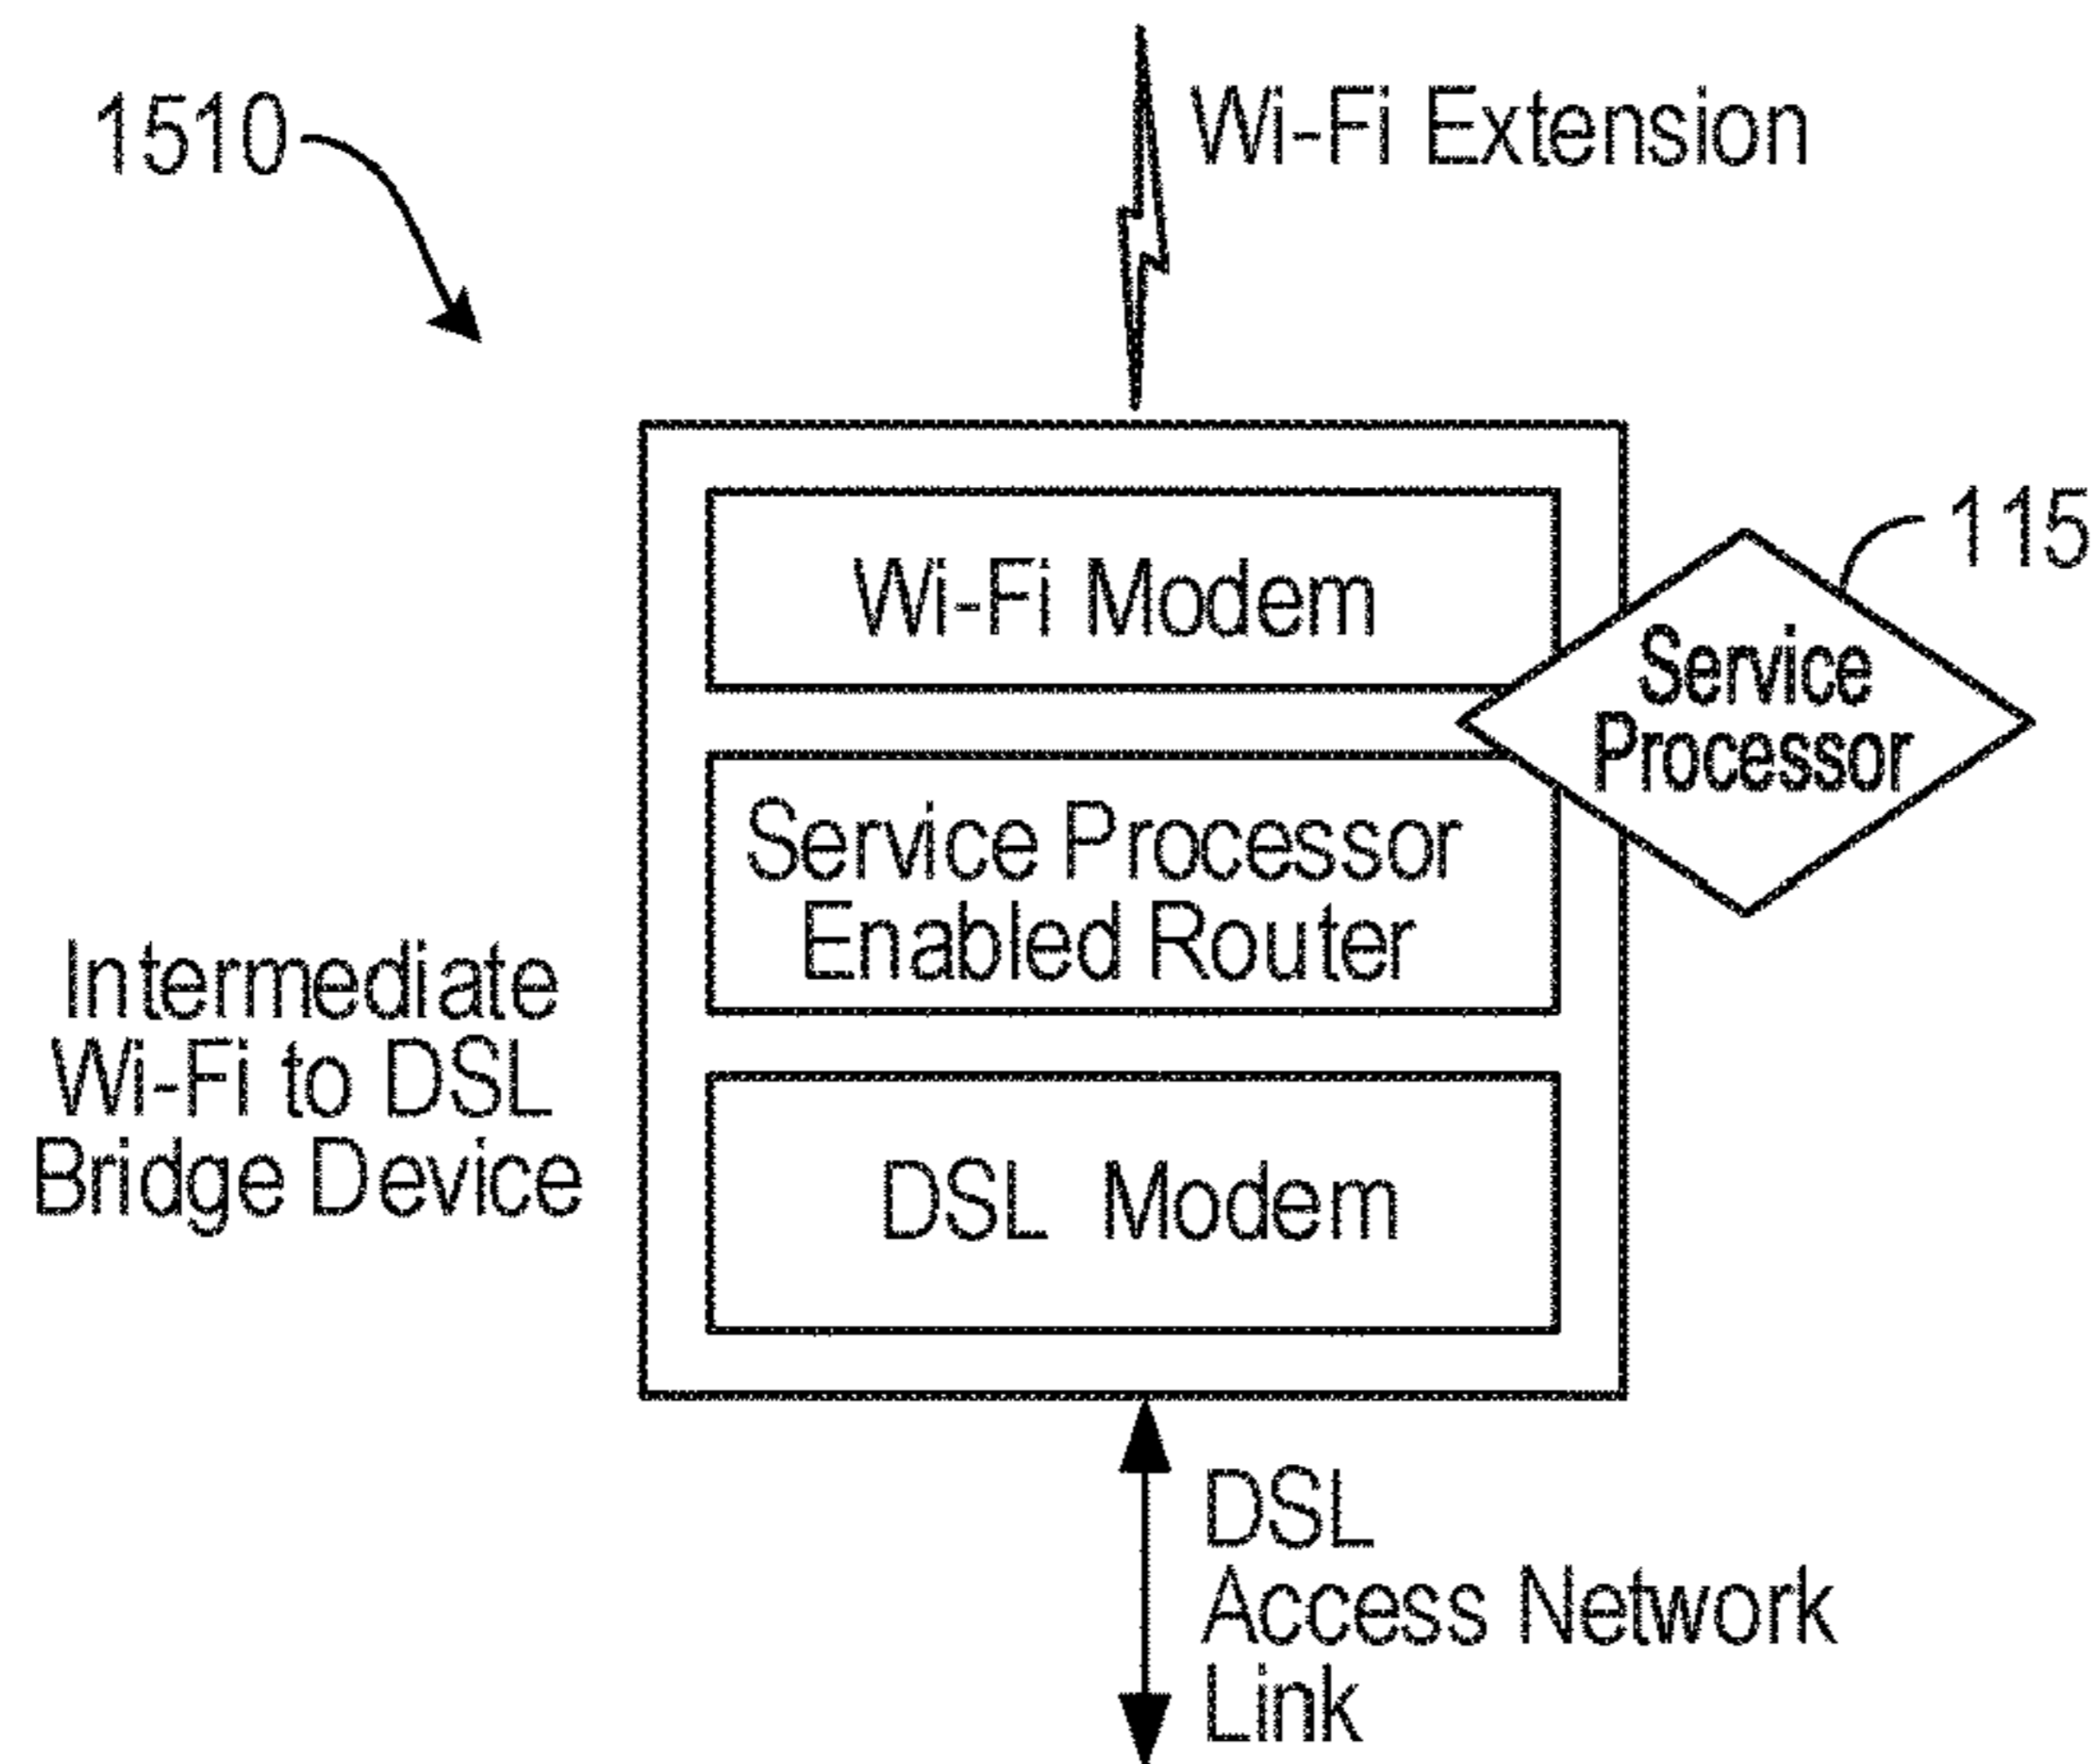 1510
Wi-Fi Extension
115
Wi-Fi Modem
Service
Processor
Service Processor
Enabled Router
Intermediate
Wi-Fi to DSL
Bridge Device
DSL Modem
DSL
Access Network
Link